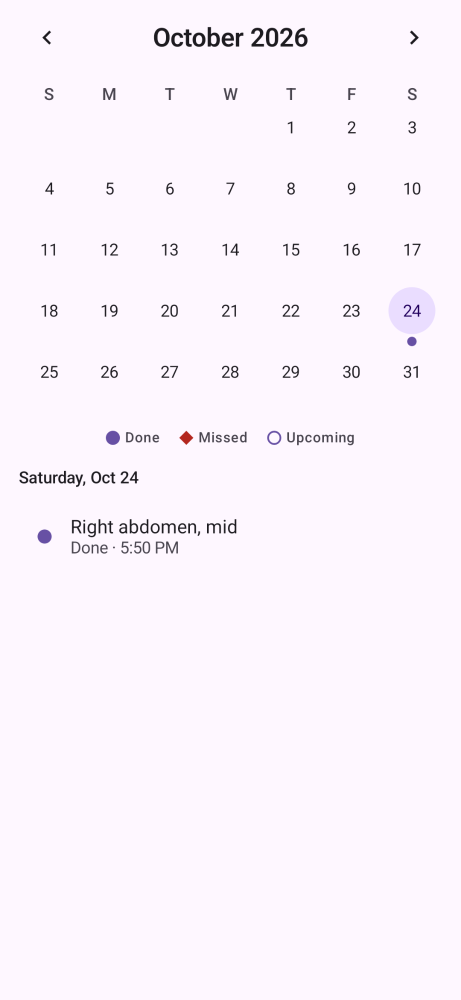 October 2026
S M T W T F S
1 2 3
4 5 6 7 8 9 10
11 12 13 14 15 16 17
18 19 20 21 22 23 24
25 26 27 28 29 30 31
Done Missed Upcoming
Saturday, Oct 24
Right abdomen, mid
Done · 5:50 PM